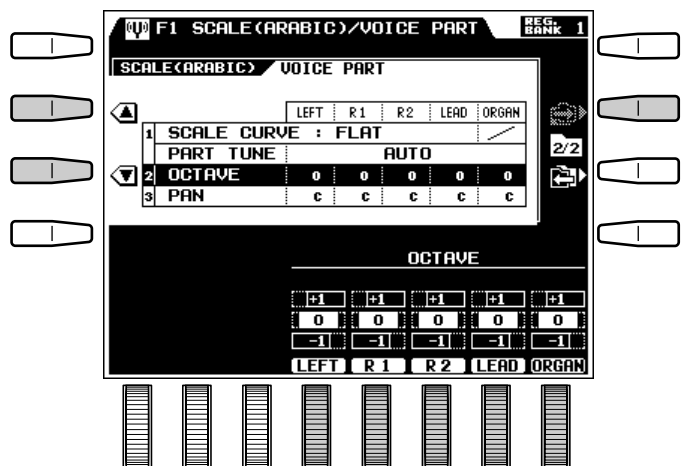 F1 SCALE(ARABIC)/VOICE PART REG. BANK 1
SCALE(ARABIC) VOICE PART
LEFT R1 R2 LEAD ORGAN
1 SCALE CURVE : FLAT
PART TUNE AUTO
2/2
2 OCTAVE 0 0 0 0 0
3 PAN C C C C C
OCTAVE
+1 +1 +1 +1 +1
0 0 0 0 0
-1 -1 -1 -1 -1
LEFT R 1 R 2 LEAD ORGAN